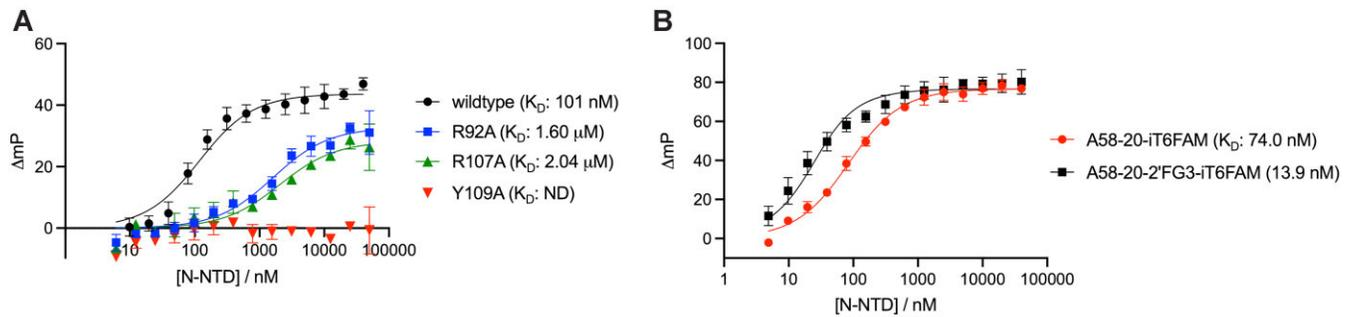 A
60
40
20
0
ΔmP
10
100
1000
10000
100000
[N-NTD] / nM
wildtype (KD: 101 nM)
R92A (KD: 1.60 μM)
R107A (KD: 2.04 μM)
Y109A (KD: ND)
B
100
80
60
40
20
0
ΔmP
1
10
100
1000
10000
100000
[N-NTD] / nM
A58-20-iT6FAM (KD: 74.0 nM)
A58-20-2'FG3-iT6FAM (13.9 nM)